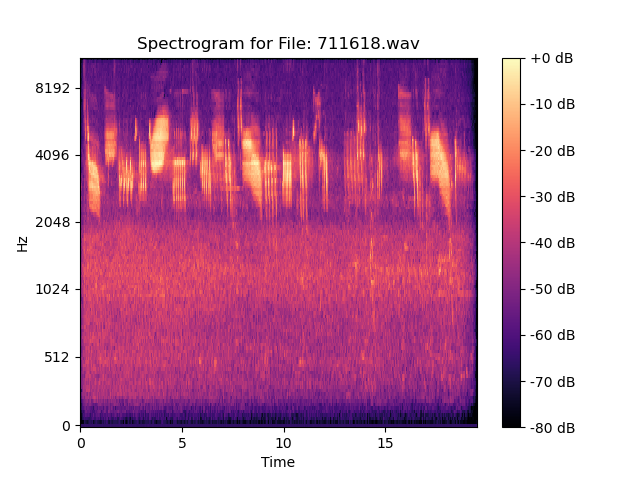 Spectrogram for File: 711618.wav
8192
4096
2048
1024
512
0
Hz
0
5
10
15
Time
+0 dB
-10 dB
-20 dB
-30 dB
-40 dB
-50 dB
-60 dB
-70 dB
-80 dB